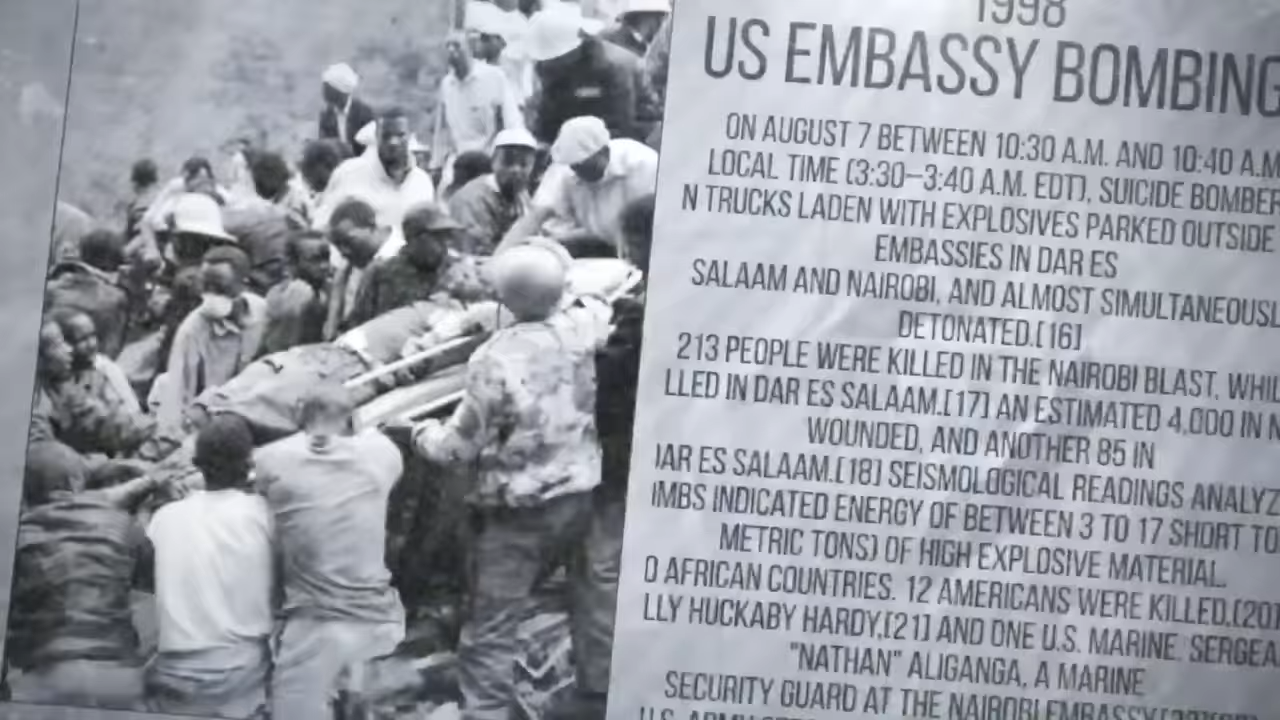 1998
US EMBASSY BOMBING
ON AUGUST 7 BETWEEN 10:30 A.M. AND 10:40 A.M
LOCAL TIME (3:30–3:40 A.M. EDT), SUICIDE BOMBER
N TRUCKS LADEN WITH EXPLOSIVES PARKED OUTSIDE
EMBASSIES IN DAR ES
SALAAM AND NAIROBI, AND ALMOST SIMULTANEOUSL
DETONATED.[16]
213 PEOPLE WERE KILLED IN THE NAIROBI BLAST, WHIL
LLED IN DAR ES SALAAM.[17] AN ESTIMATED 4,000 IN N
WOUNDED, AND ANOTHER 85 IN
AR ES SALAAM.[18] SEISMOLOGICAL READINGS ANALYZ
MBS INDICATED ENERGY OF BETWEEN 3 TO 17 SHORT TO
METRIC TONS) OF HIGH EXPLOSIVE MATERIAL.
O AFRICAN COUNTRIES. 12 AMERICANS WERE KILLED,[20]
LLY HUCKABY HARDY,[21] AND ONE U.S. MARINE, SERGEA
"NATHAN" ALIGANGA, A MARINE
SECURITY GUARD AT THE NAIROBI EMBASSY
U.S. ARMY